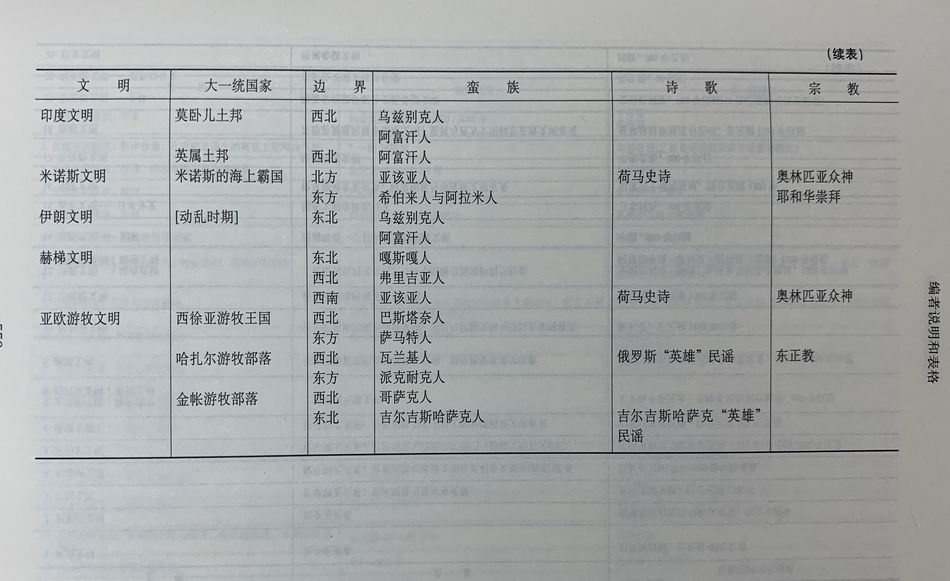 （续表）
文 明 大一统国家 边 界 蛮 族 诗 歌 宗 教
印度文明 莫卧儿土邦 西北 乌兹别克人
阿富汗人
英属土邦 西北 阿富汗人
米诺斯文明 米诺斯的海上霸国 北方 亚该亚人 荷马史诗 奥林匹亚众神
东方 希伯米人与阿拉米人 耶和华崇拜
伊朗文明 [动乱时期] 东北 乌兹别克人
阿富汗人
赫梯文明 东北 嘎斯嘎人
西北 弗里吉亚人
西南 亚该亚人 荷马史诗 奥林匹亚众神
亚欧游牧文明 西徐亚游牧王国 西北 巴斯塔奈人
东方 萨马特人
哈扎尔游牧部落 西北 瓦兰基人 俄罗斯“英雄”民谣 东正教
东方 派克耐克人
金帐游牧部落 西北 哥萨克人
东北 吉尔吉斯哈萨克人 吉尔吉斯哈萨克“英雄”
民谣
编者说明和表格